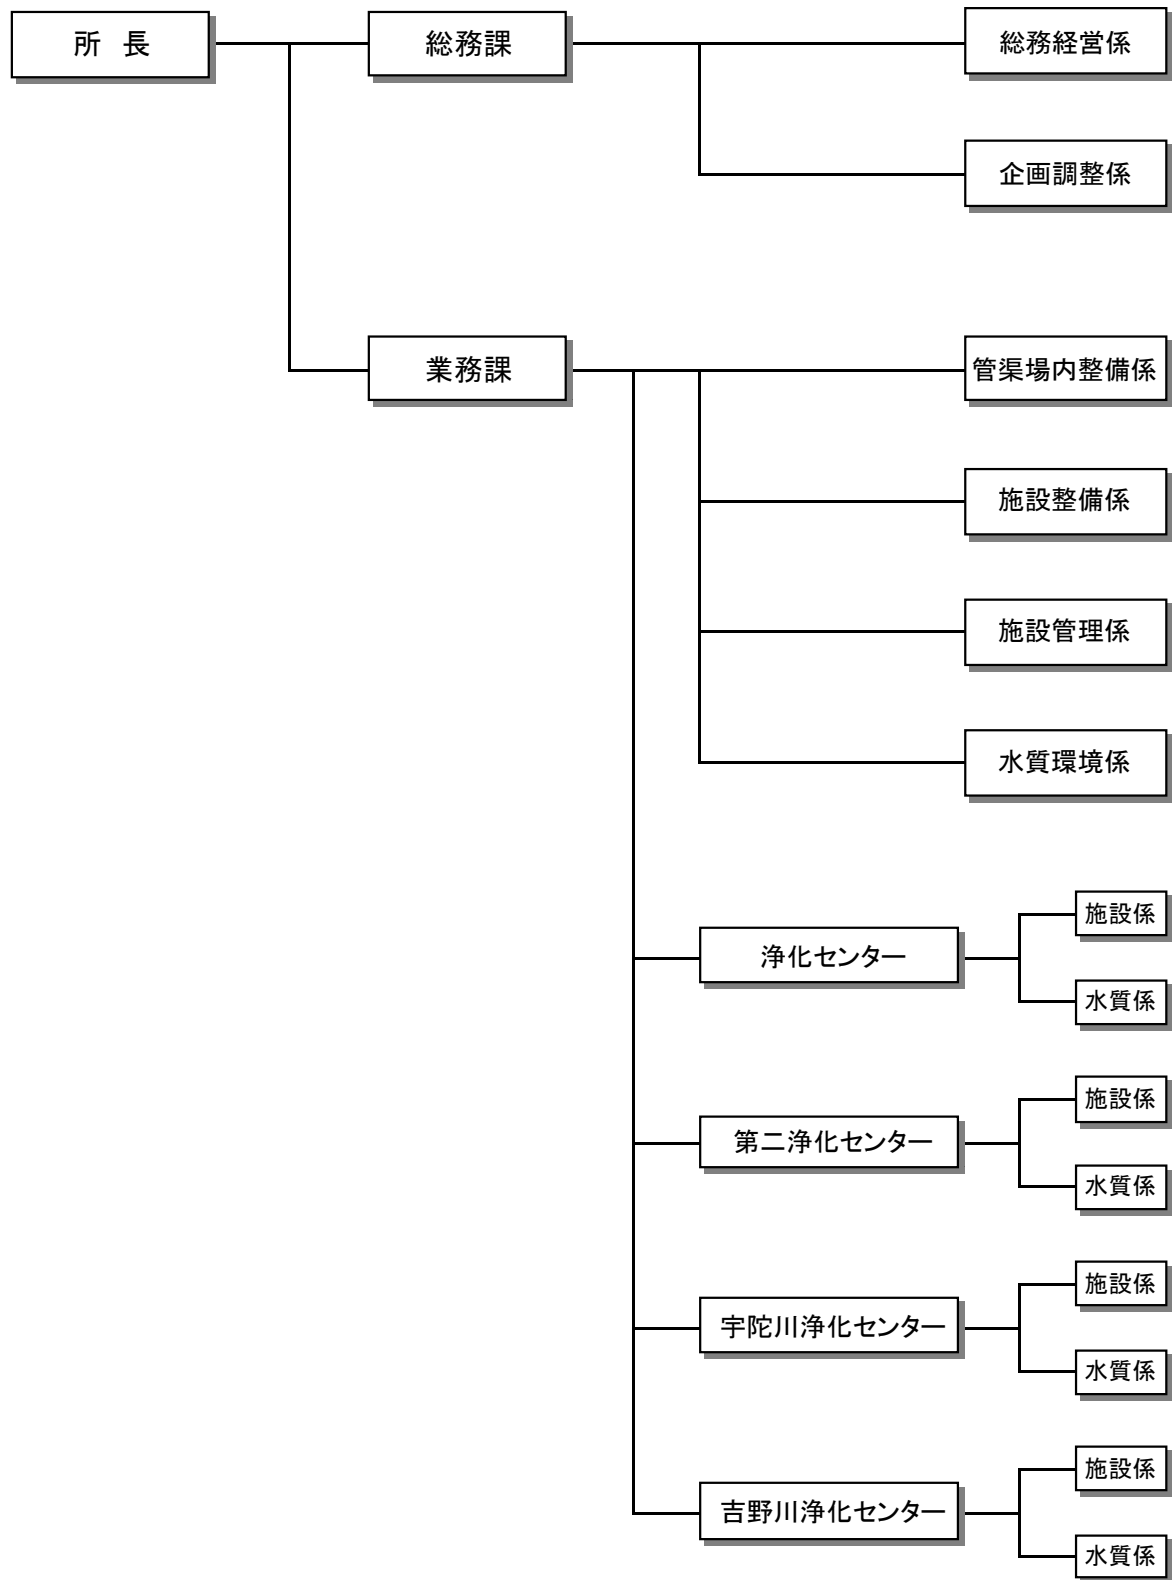 所 長
総務課
総務経営係
企画調整係
業務課
管渠場内整備係
施設整備係
施設管理係
水質環境係
浄化センター
施設係
水質係
第二浄化センター
施設係
水質係
宇陀川浄化センター
施設係
水質係
吉野川浄化センター
施設係
水質係